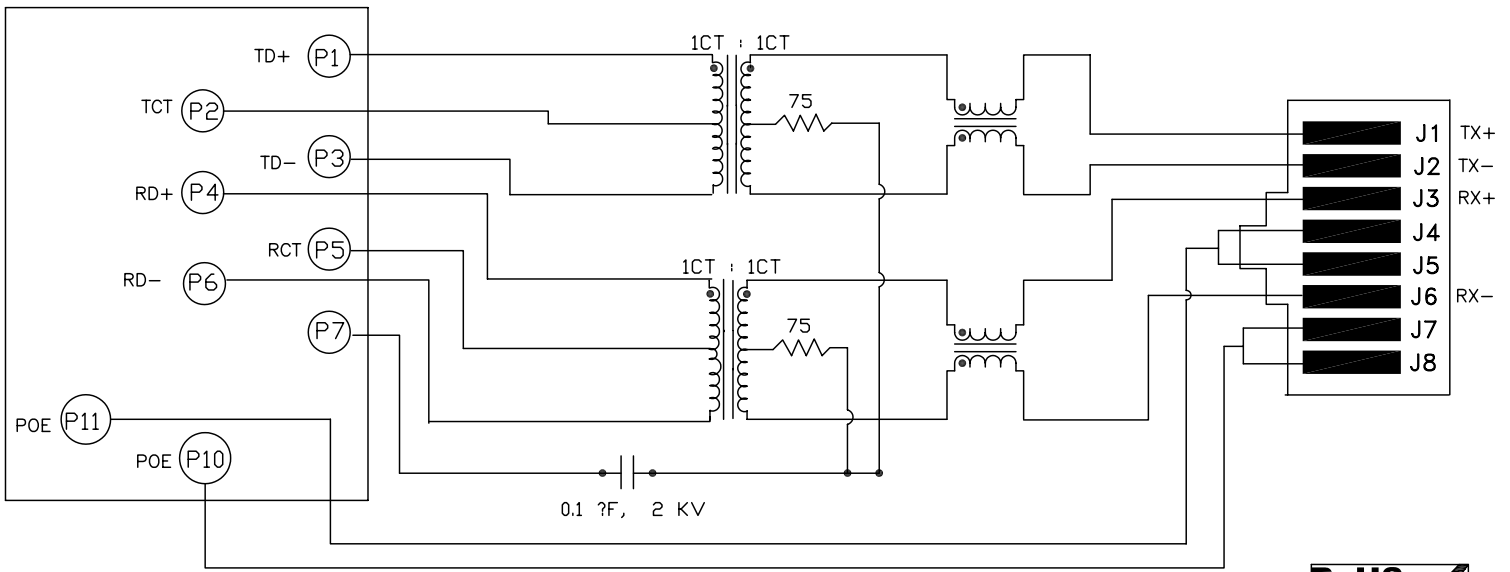 1CT : 1CT
TD+ P1
75
TCT P2
J1 TX+
TD- P3
J2 TX-
RD+ P4
J3 RX+
J4
RCT P5
J5
1CT : 1CT
RD- P6
J6 RX-
P7
75
J7
J8
POE P11
POE P10
0.1 ?F, 2 KV